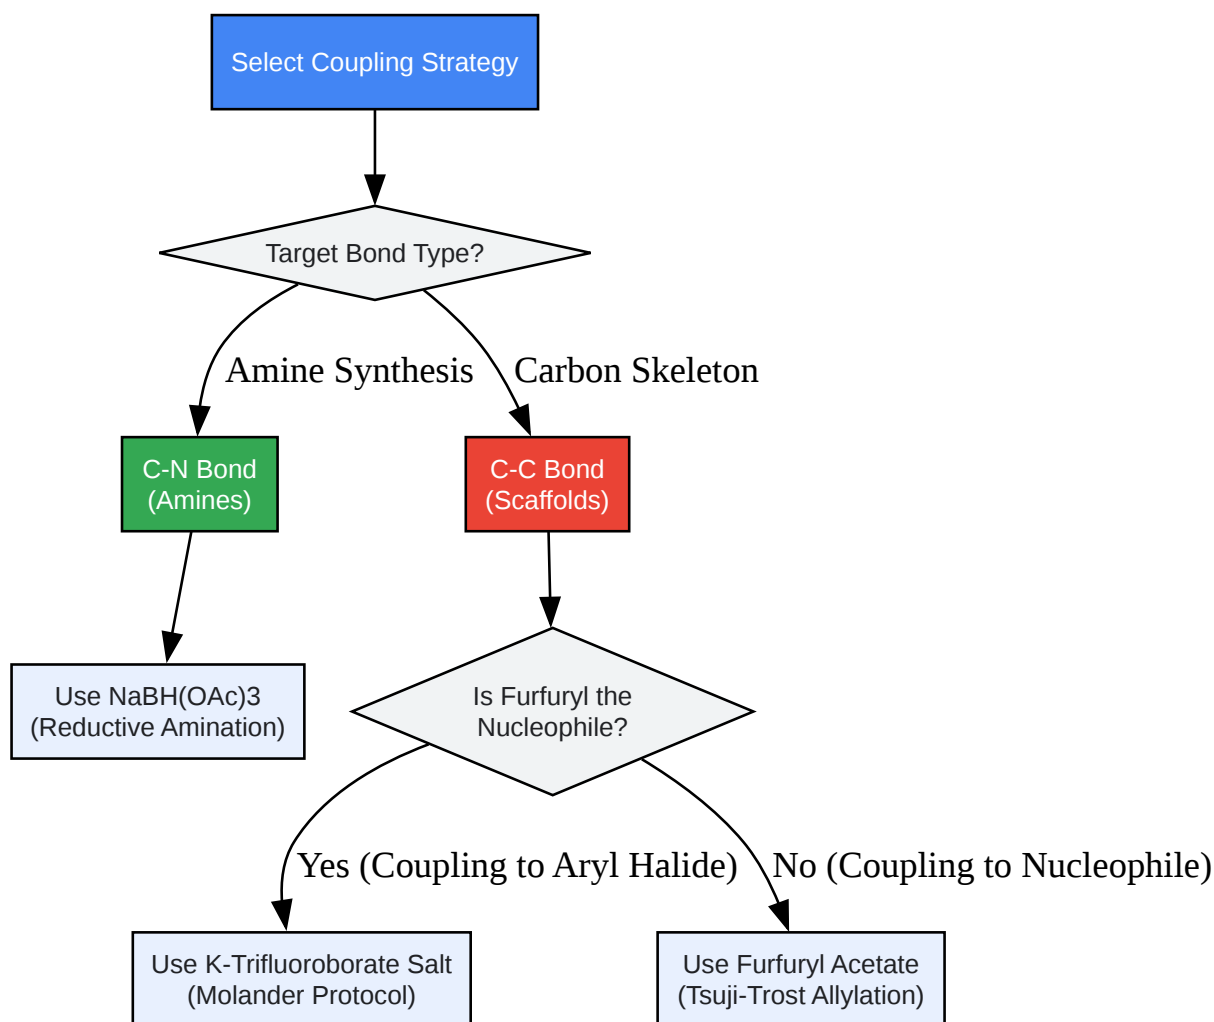 Select Coupling Strategy
Target Bond Type?
Amine Synthesis
Carbon Skeleton
C-N Bond
(Amines)
C-C Bond
(Scaffolds)
Use NaBH(OAc)3
(Reductive Amination)
Is Furfuryl the
Nucleophile?
Yes (Coupling to Aryl Halide)
No (Coupling to Nucleophile)
Use K-Trifluoroborate Salt
(Molander Protocol)
Use Furfuryl Acetate
(Tsuji-Trost Allylation)